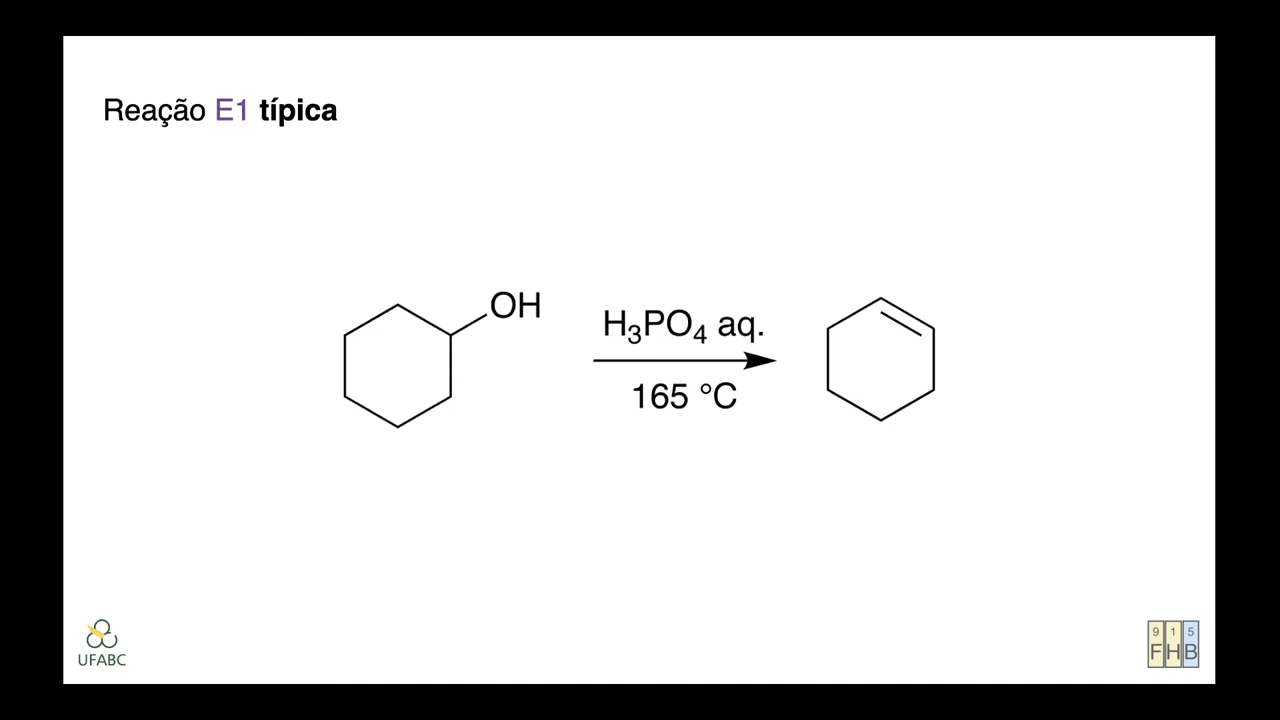 Reação E1 típica
OH
H₃PO₄ aq.
165 °C
UFABC
9 1 5
F H B